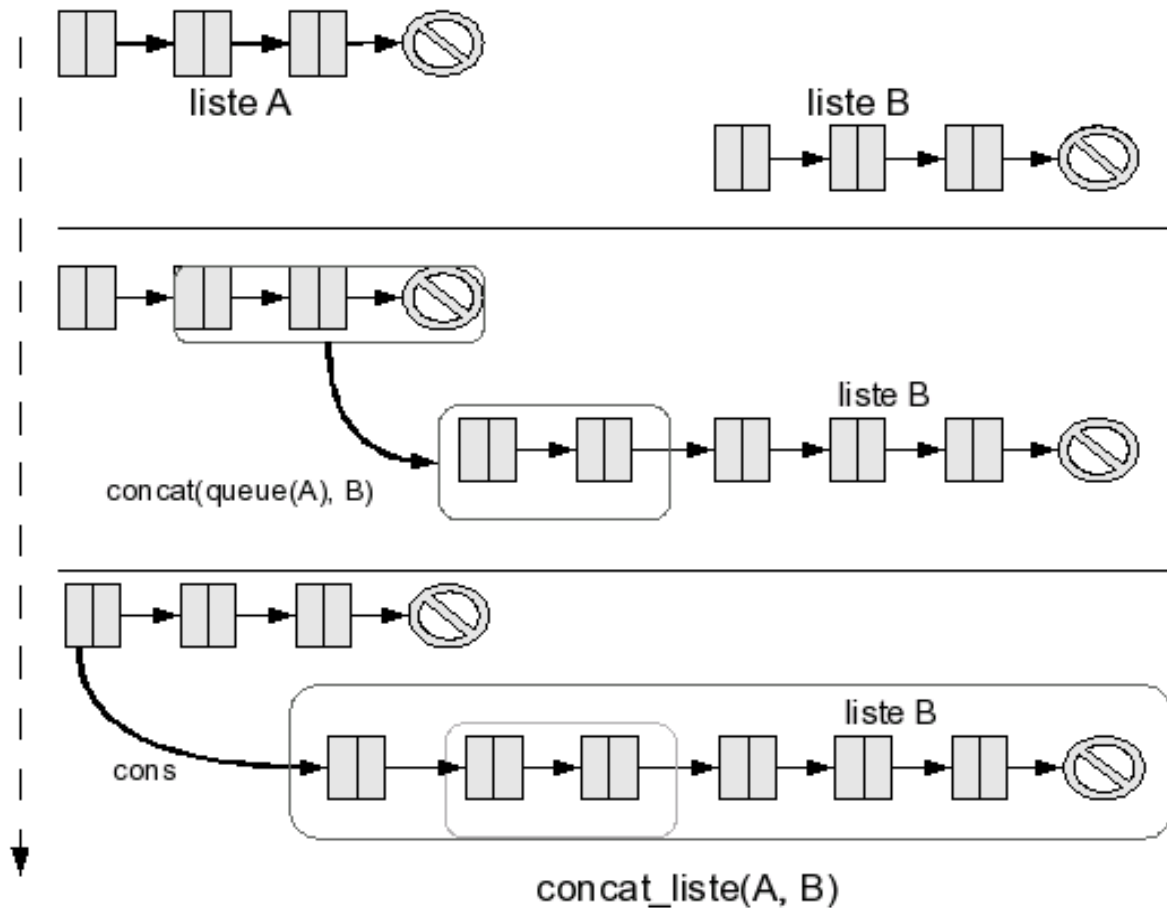 liste A
liste B
liste B
concat(queue(A), B)
liste B
cons
concat_liste(A, B)